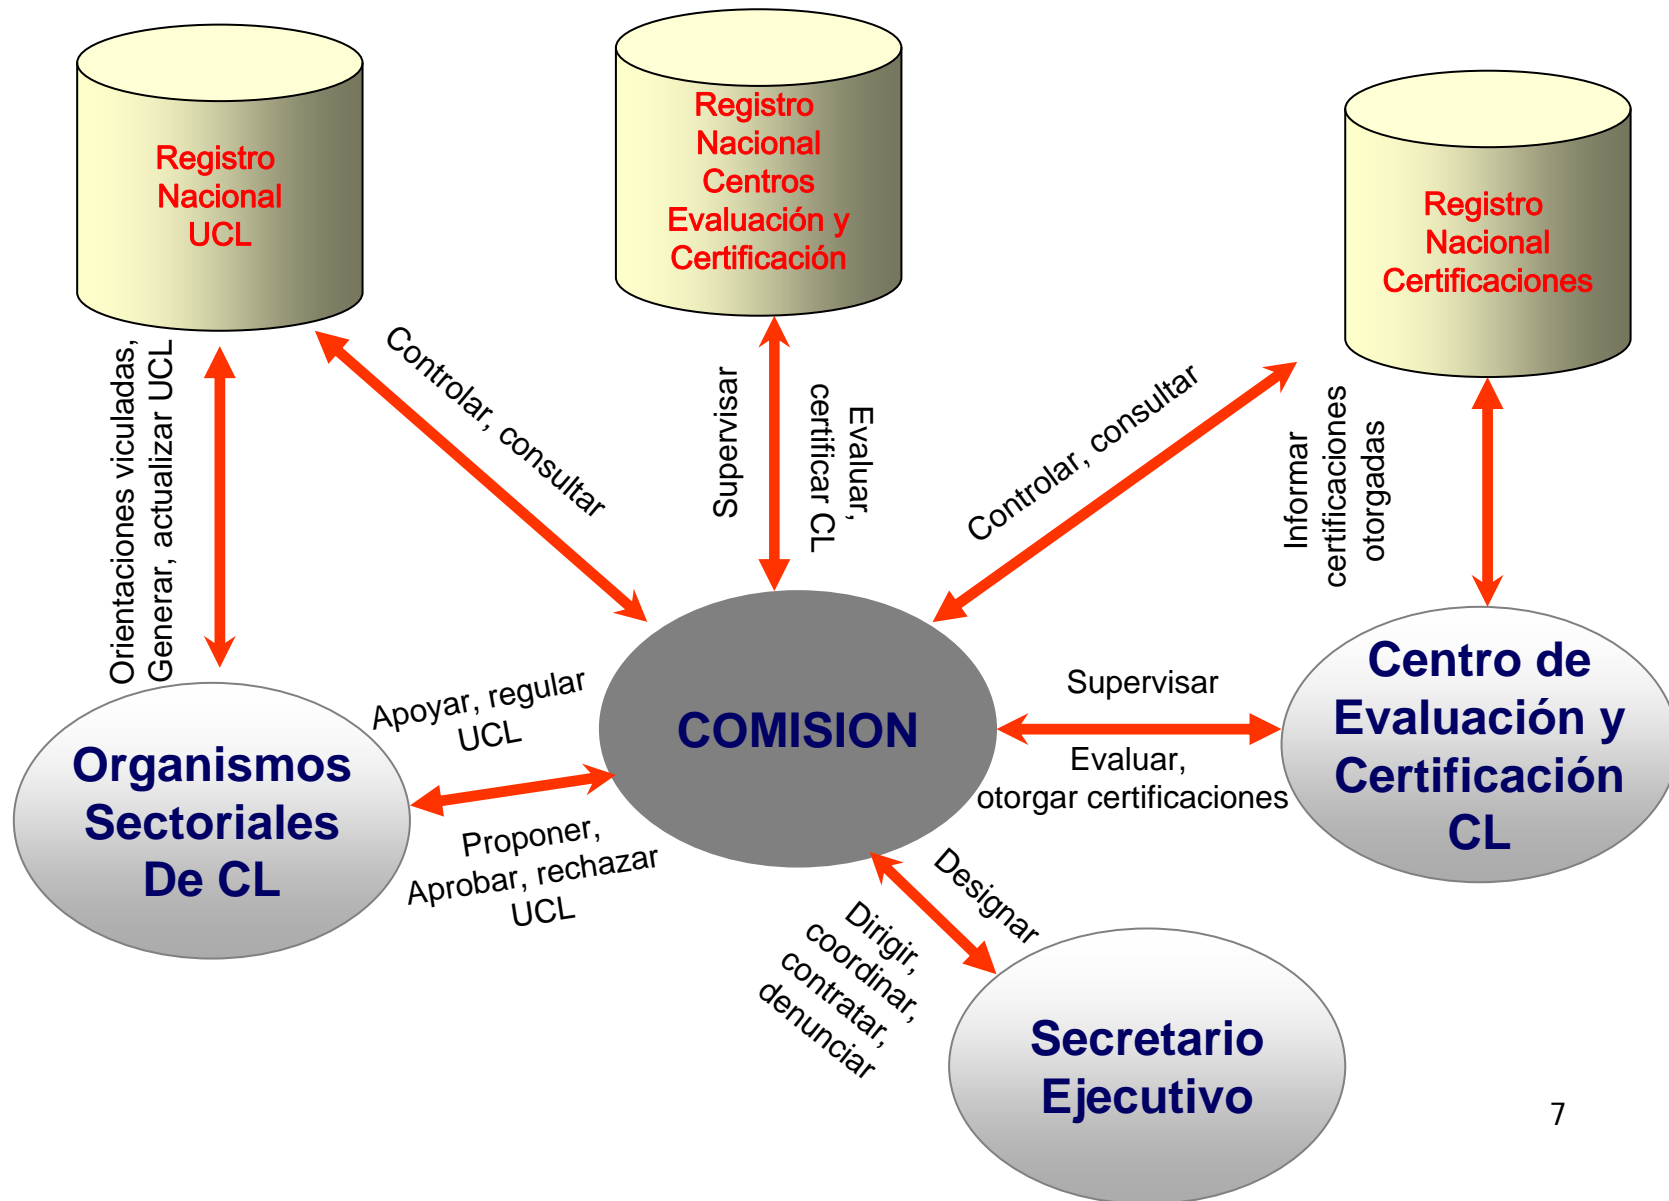 Registro
Nacional
UCL
Registro
Nacional
Centros
Evaluación y
Certificación
Registro
Nacional
Certificaciones
Orientaciones viculadas,
Generar, actualizar UCL
Controlar, consultar
Supervisar
Evaluar,
certificar CL
Controlar, consultar
Informar
certificaciones
otorgadas
Organismos
Sectoriales
De CL
Apoyar, regular
UCL
Proponer,
Aprobar, rechazar
UCL
COMISION
Supervisar
Evaluar,
otorgar certificaciones
Centro de
Evaluación y
Certificación
CL
Designar
Dirigir,
coordinar,
contratar,
denunciar
Secretario
Ejecutivo
7